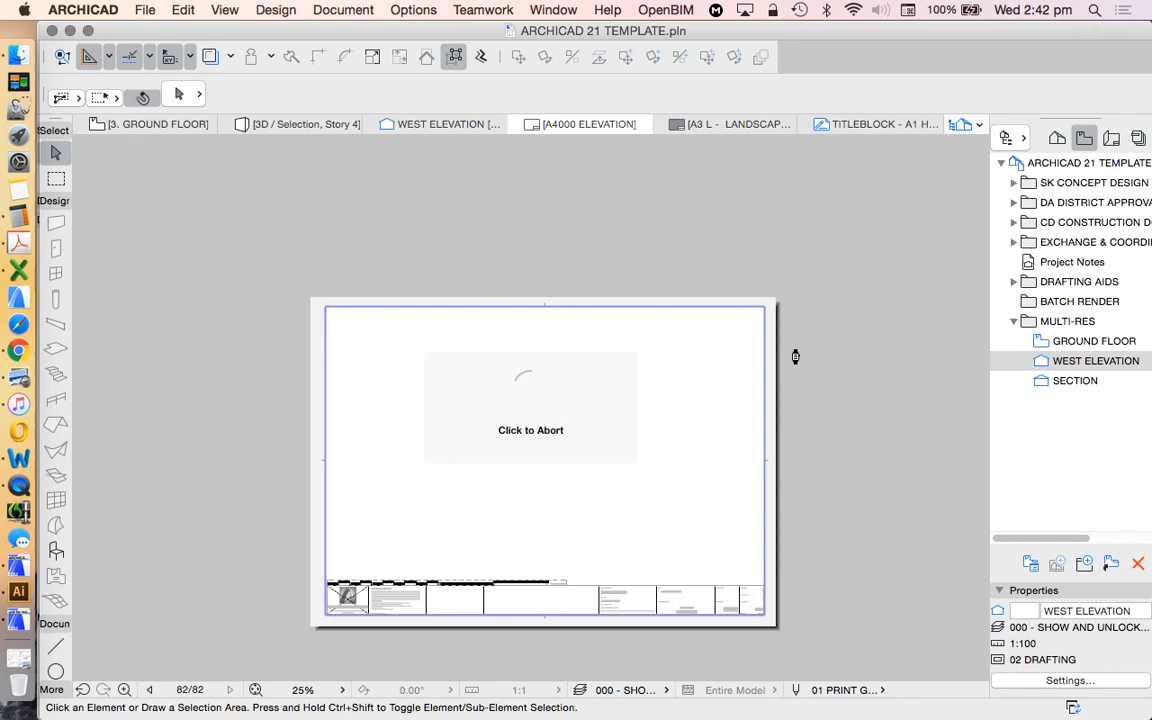 ARCHICAD File Edit View Design Document Options Teamwork Window Help OpenBIM 100% Wed 2:42 pm
ARCHICAD 21 TEMPLATE.pln
[3. GROUND FLOOR] [3D / Selection, Story 4] WEST ELEVATION [... [A4000 ELEVATION] [A3 L - LANDSCAP... TITLEBLOCK - A1 H...
Select
Design
ARCHICAD 21 TEMPLATE
SK CONCEPT DESIGN
DA DISTRICT APPROVA
CD CONSTRUCTION DO
EXCHANGE & COORDI
Project Notes
DRAFTING AIDS
BATCH RENDER
MULTI-RES
GROUND FLOOR
WEST ELEVATION
SECTION
Click to Abort
Properties
WEST ELEVATION
000 - SHOW AND UNLOCK...
1:100
02 DRAFTING
Settings...
Docun
More 82/82 25% 0.00° 1:1 000 - SHO... Entire Model 01 PRINT G...
Click an Element or Draw a Selection Area. Press and Hold Ctrl+Shift to Toggle Element/Sub-Element Selection.